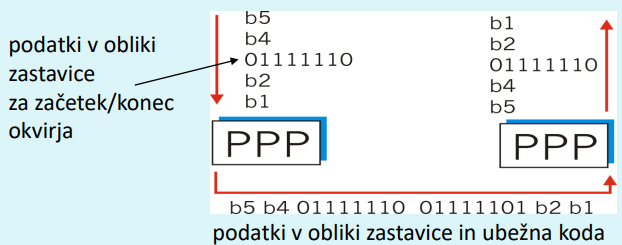 podatki v obliki
zastavice
za začetek/konec
okvirja
b5
b4
01111110
b2
b1
PPP
b1
b2
01111110
b4
b5
PPP
b5 b4 01111110 01111101 b2 b1
podatki v obliki zastavice in ubežna koda